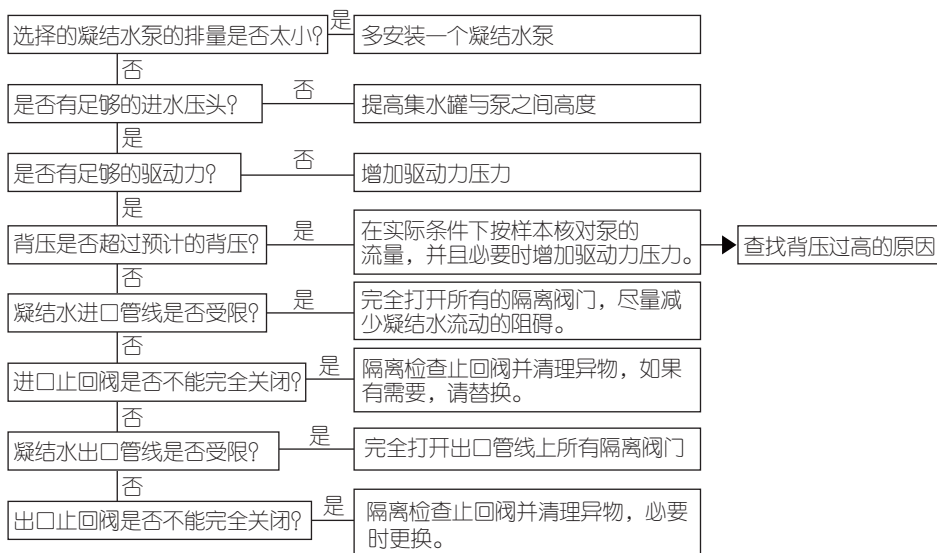 选择的凝结水泵的排量是否太小?
是
多安装一个凝结水泵
否
是否有足够的进水压头?
否
提高集水罐与泵之间高度
是
是否有足够的驱动力?
否
增加驱动力压力
是
背压是否超过预计的背压?
是
在实际条件下按样本核对泵的
流量，并且必要时增加驱动力压力。
查找背压过高的原因
否
凝结水进口管线是否受限?
是
完全打开所有的隔离阀门，尽量减
少凝结水流动的阻碍。
否
进口止回阀是否不能完全关闭?
是
隔离检查止回阀并清理异物，如果
有需要，请替换。
否
凝结水出口管线是否受限?
是
完全打开出口管线上所有隔离阀门
否
出口止回阀是否不能完全关闭?
是
隔离检查止回阀并清理异物，必要
时更换。